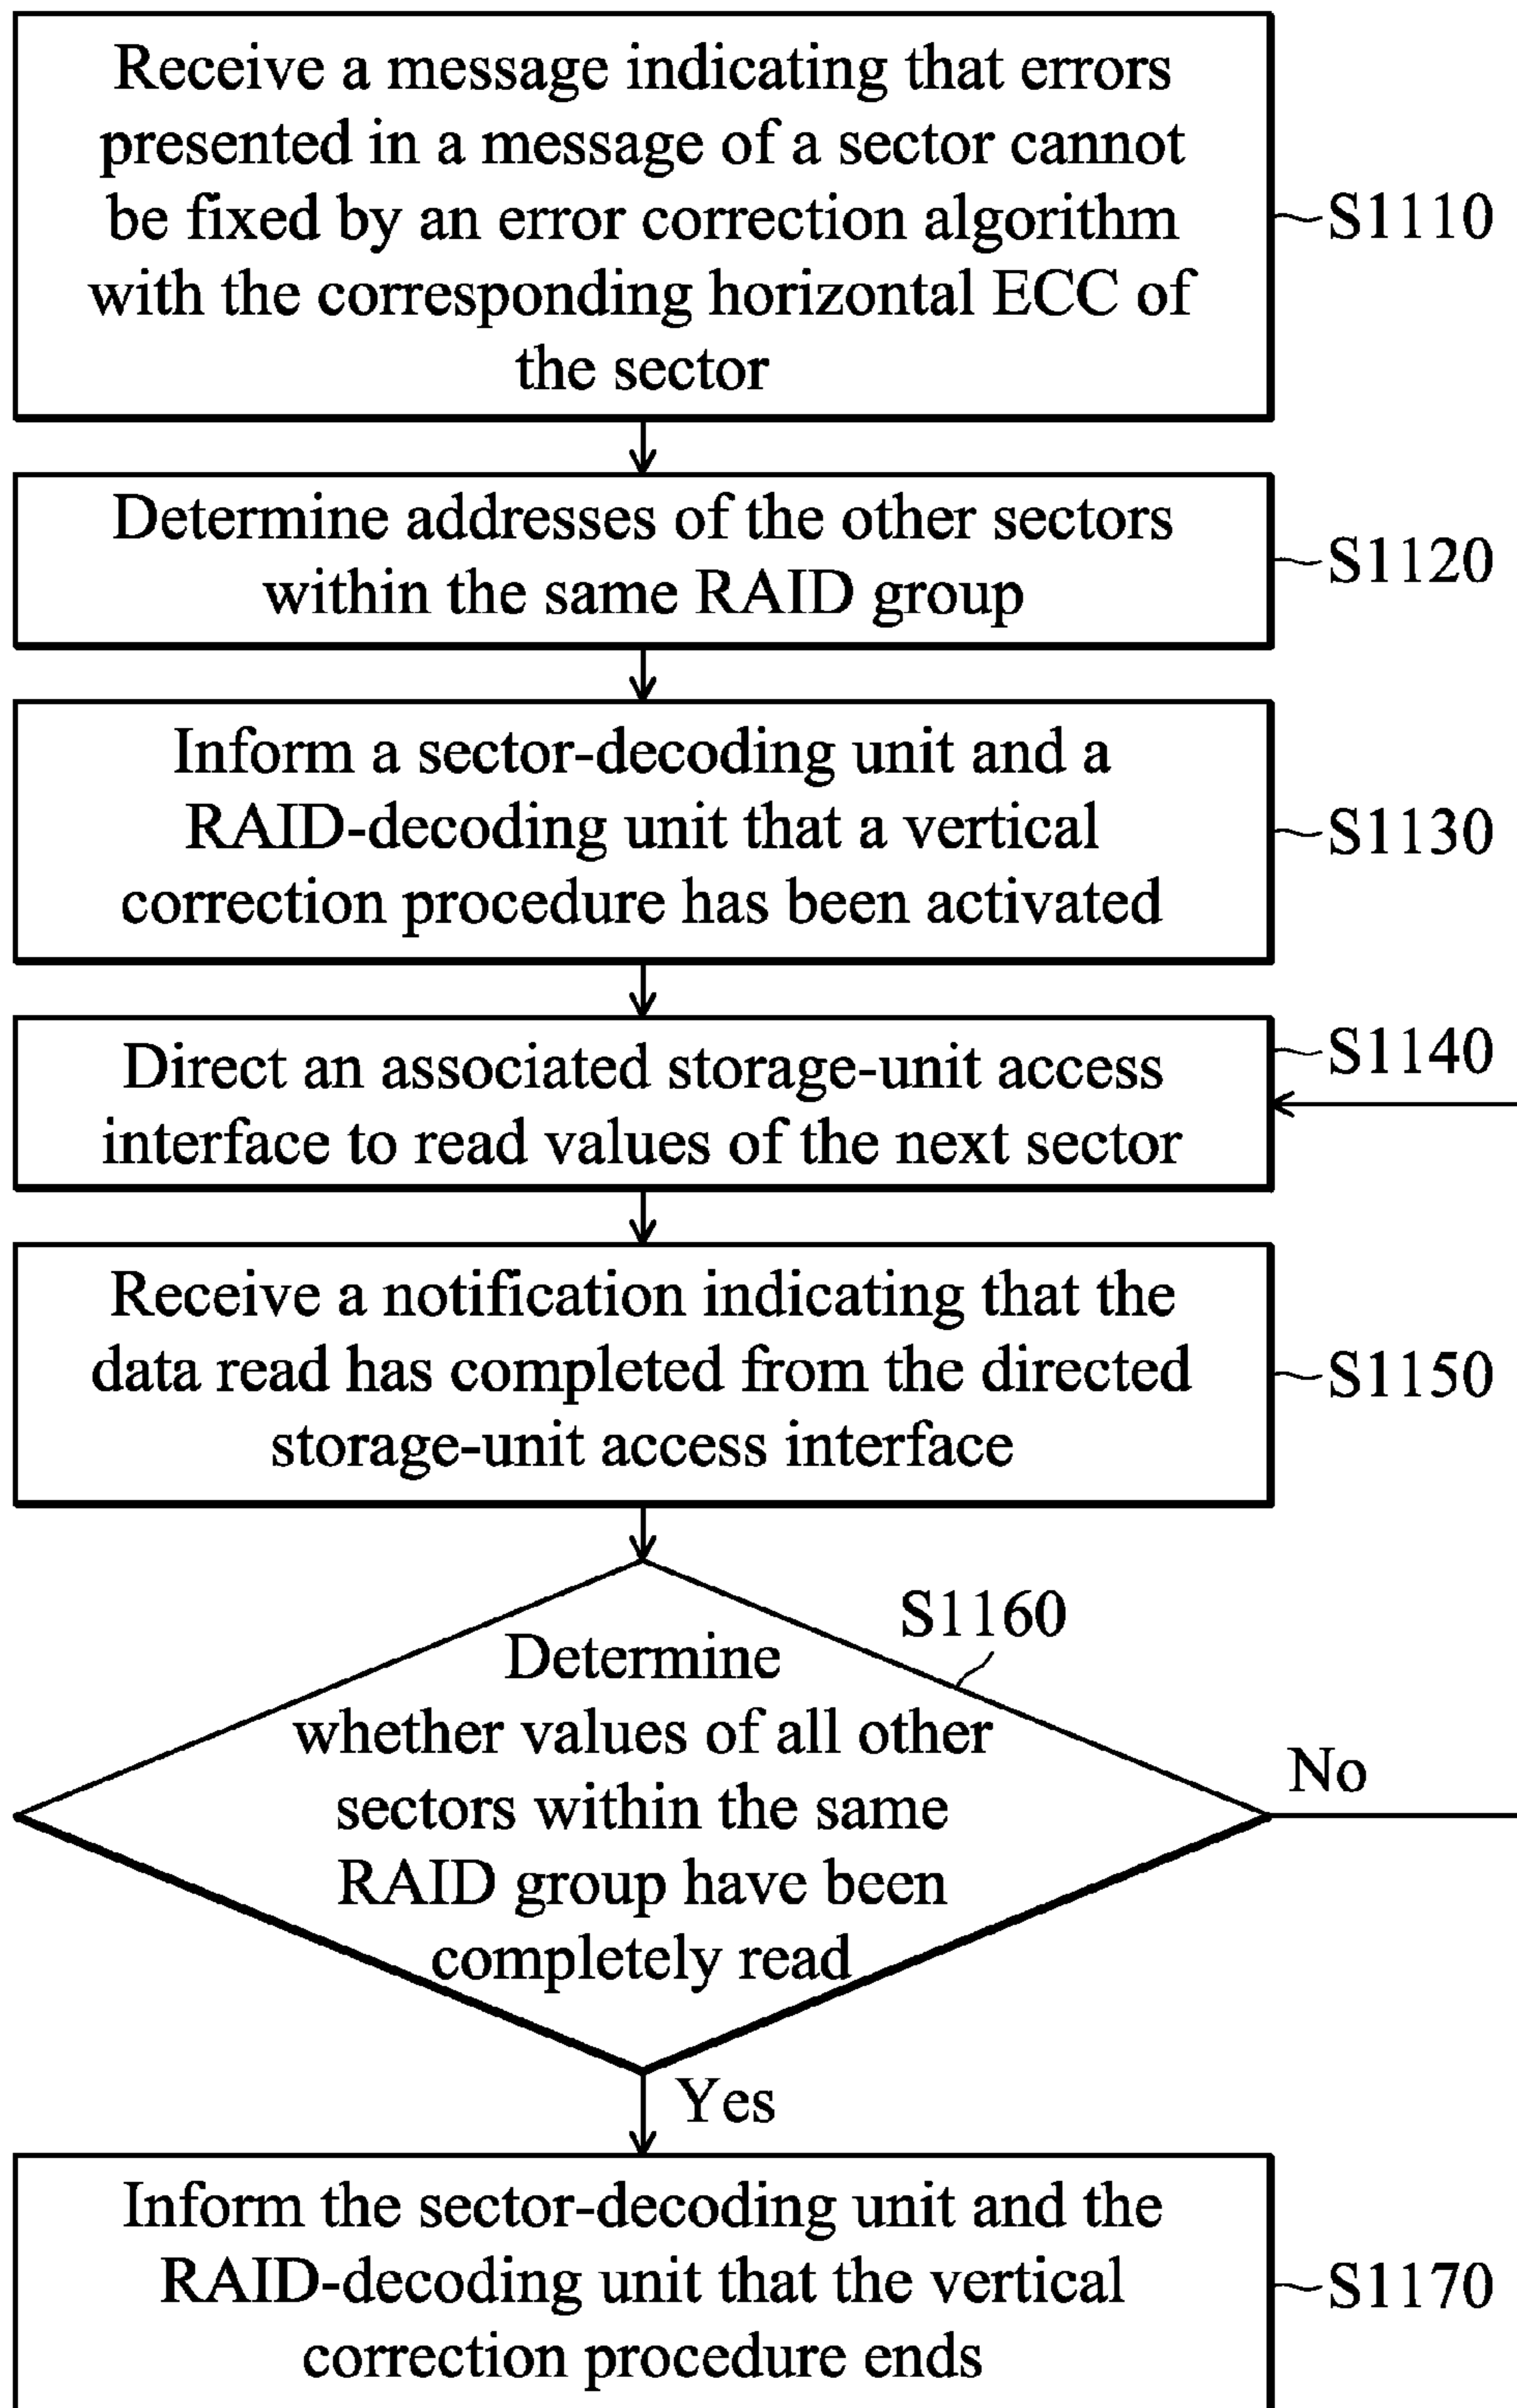 Receive a message indicating that errors
presented in a message of a sector cannot
be fixed by an error correction algorithm
with the corresponding horizontal ECC of
the sector
S1110
Determine addresses of the other sectors
within the same RAID group
S1120
Inform a sector-decoding unit and a
RAID-decoding unit that a vertical
correction procedure has been activated
S1130
Direct an associated storage-unit access
interface to read values of the next sector
S1140
Receive a notification indicating that the
data read has completed from the directed
storage-unit access interface
S1150
S1160
Determine
whether values of all other
sectors within the same
RAID group have been
completely read
No
Yes
Inform the sector-decoding unit and the
RAID-decoding unit that the vertical
correction procedure ends
S1170